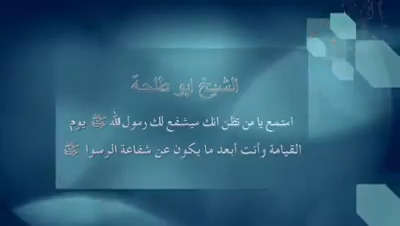 الشيخ ابو طلحة
استمع يا من تظن انك سيشفع لك رسول الله ﷺ يوم
القيامة وأنت أبعد ما يكون عن شفاعة الرسوا ﷺ